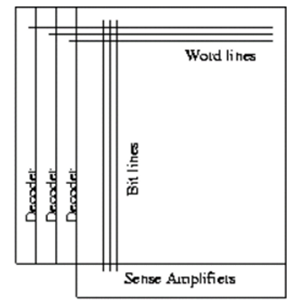 Word lines
Decoder
Decoder
Decoder
Bit lines
Sense Amplifiers